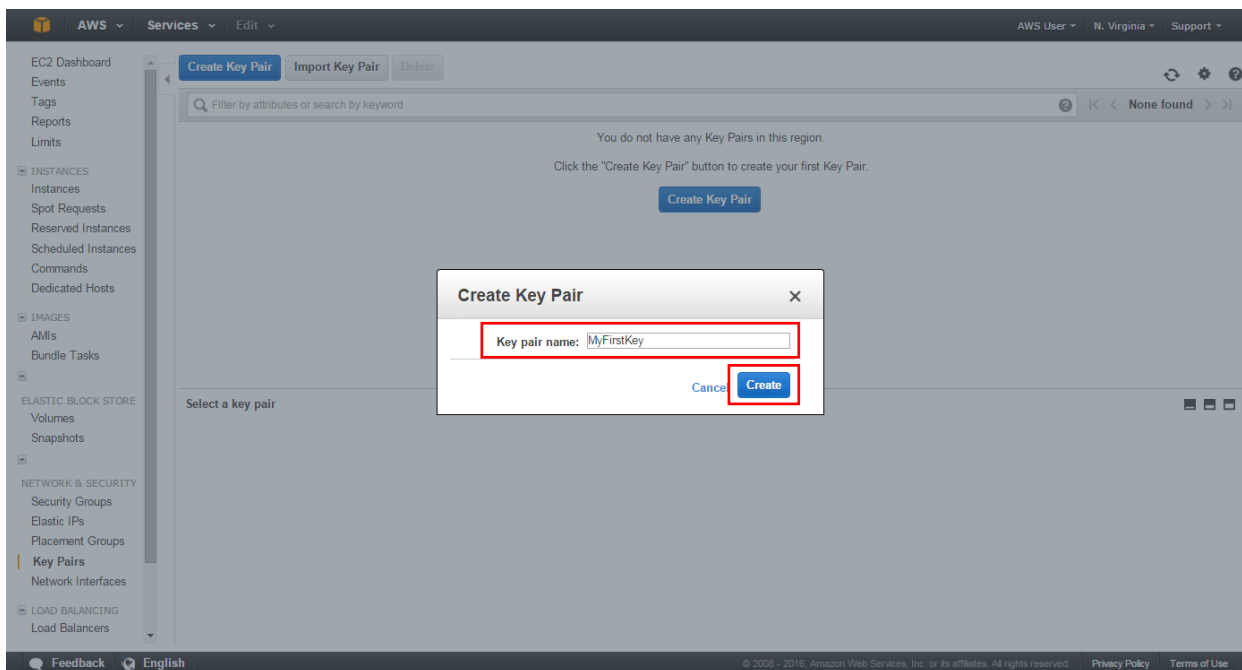 AWS Services Edit AWS User N. Virginia Support
EC2 Dashboard
Events
Tags
Reports
Limits
INSTANCES
Instances
Spot Requests
Reserved Instances
Scheduled Instances
Commands
Dedicated Hosts
IMAGES
AMIs
Bundle Tasks
ELASTIC BLOCK STORE
Volumes
Snapshots
NETWORK & SECURITY
Security Groups
Elastic IPs
Placement Groups
Key Pairs
Network Interfaces
LOAD BALANCING
Load Balancers
Create Key Pair Import Key Pair Delete
Filter by attributes or search by keyword None found
You do not have any Key Pairs in this region.
Click the "Create Key Pair" button to create your first Key Pair.
Create Key Pair
Create Key Pair
Key pair name: MyFirstKey
Cancel Create
Select a key pair
Feedback English © 2008 - 2016, Amazon Web Services, Inc. or its affiliates. All rights reserved. Privacy Policy Terms of Use